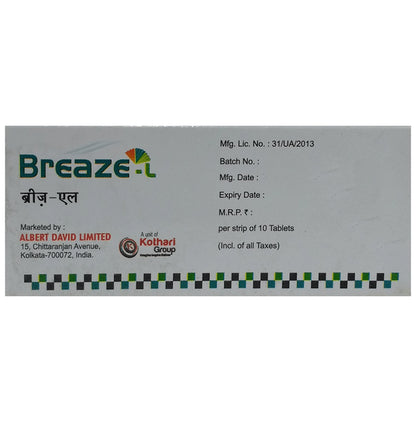 Breaze-L
ब्रीज़-एल
Marketed by :
ALBERT DAVID LIMITED
15, Chittaranjan Avenue,
Kolkata-700072, India.
A unit of
Kothari
Group
Mfg. Lic. No. : 31/UA/2013
Batch No. :
Mfg. Date :
Expiry Date :
M.R.P. ₹ :
per strip of 10 Tablets
(Incl. of all Taxes)